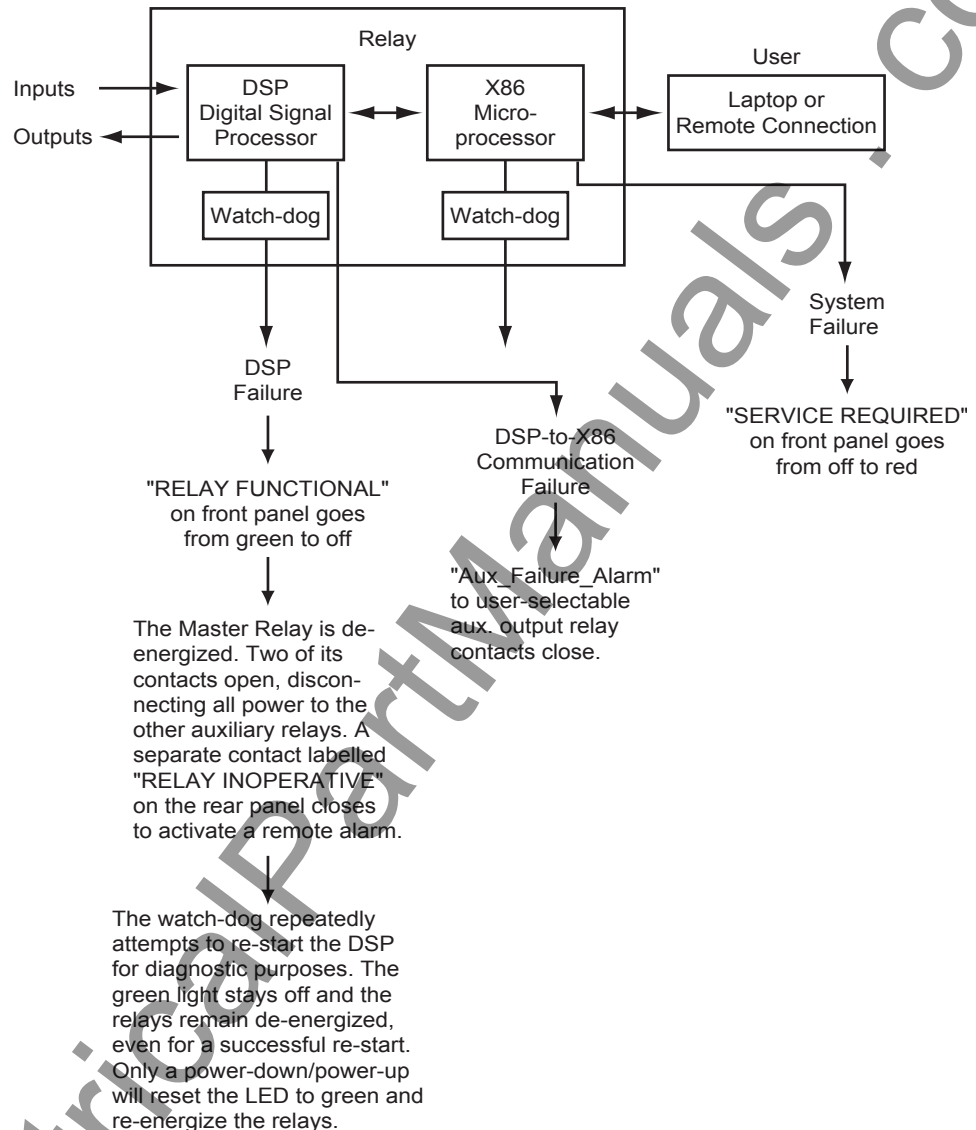 Relay
User
Inputs
Outputs
DSP
Digital Signal
Processor
X86
Micro-
processor
Laptop or
Remote Connection
Watch-dog
Watch-dog
DSP
Failure
"RELAY FUNCTIONAL"
on front panel goes
from green to off
The Master Relay is de-
energized. Two of its
contacts open, discon-
necting all power to the
other auxiliary relays. A
separate contact labelled
"RELAY INOPERATIVE"
on the rear panel closes
to activate a remote alarm.
The watch-dog repeatedly
attempts to re-start the DSP
for diagnostic purposes. The
green light stays off and the
relays remain de-energized,
even for a successful re-start.
Only a power-down/power-up
will reset the LED to green and
re-energize the relays.
DSP-to-X86
Communication
Failure
"Aux_Failure_Alarm"
to user-selectable
aux. output relay
contacts close.
System
Failure
"SERVICE REQUIRED"
on front panel goes
from off to red
tricalPartManuals . co